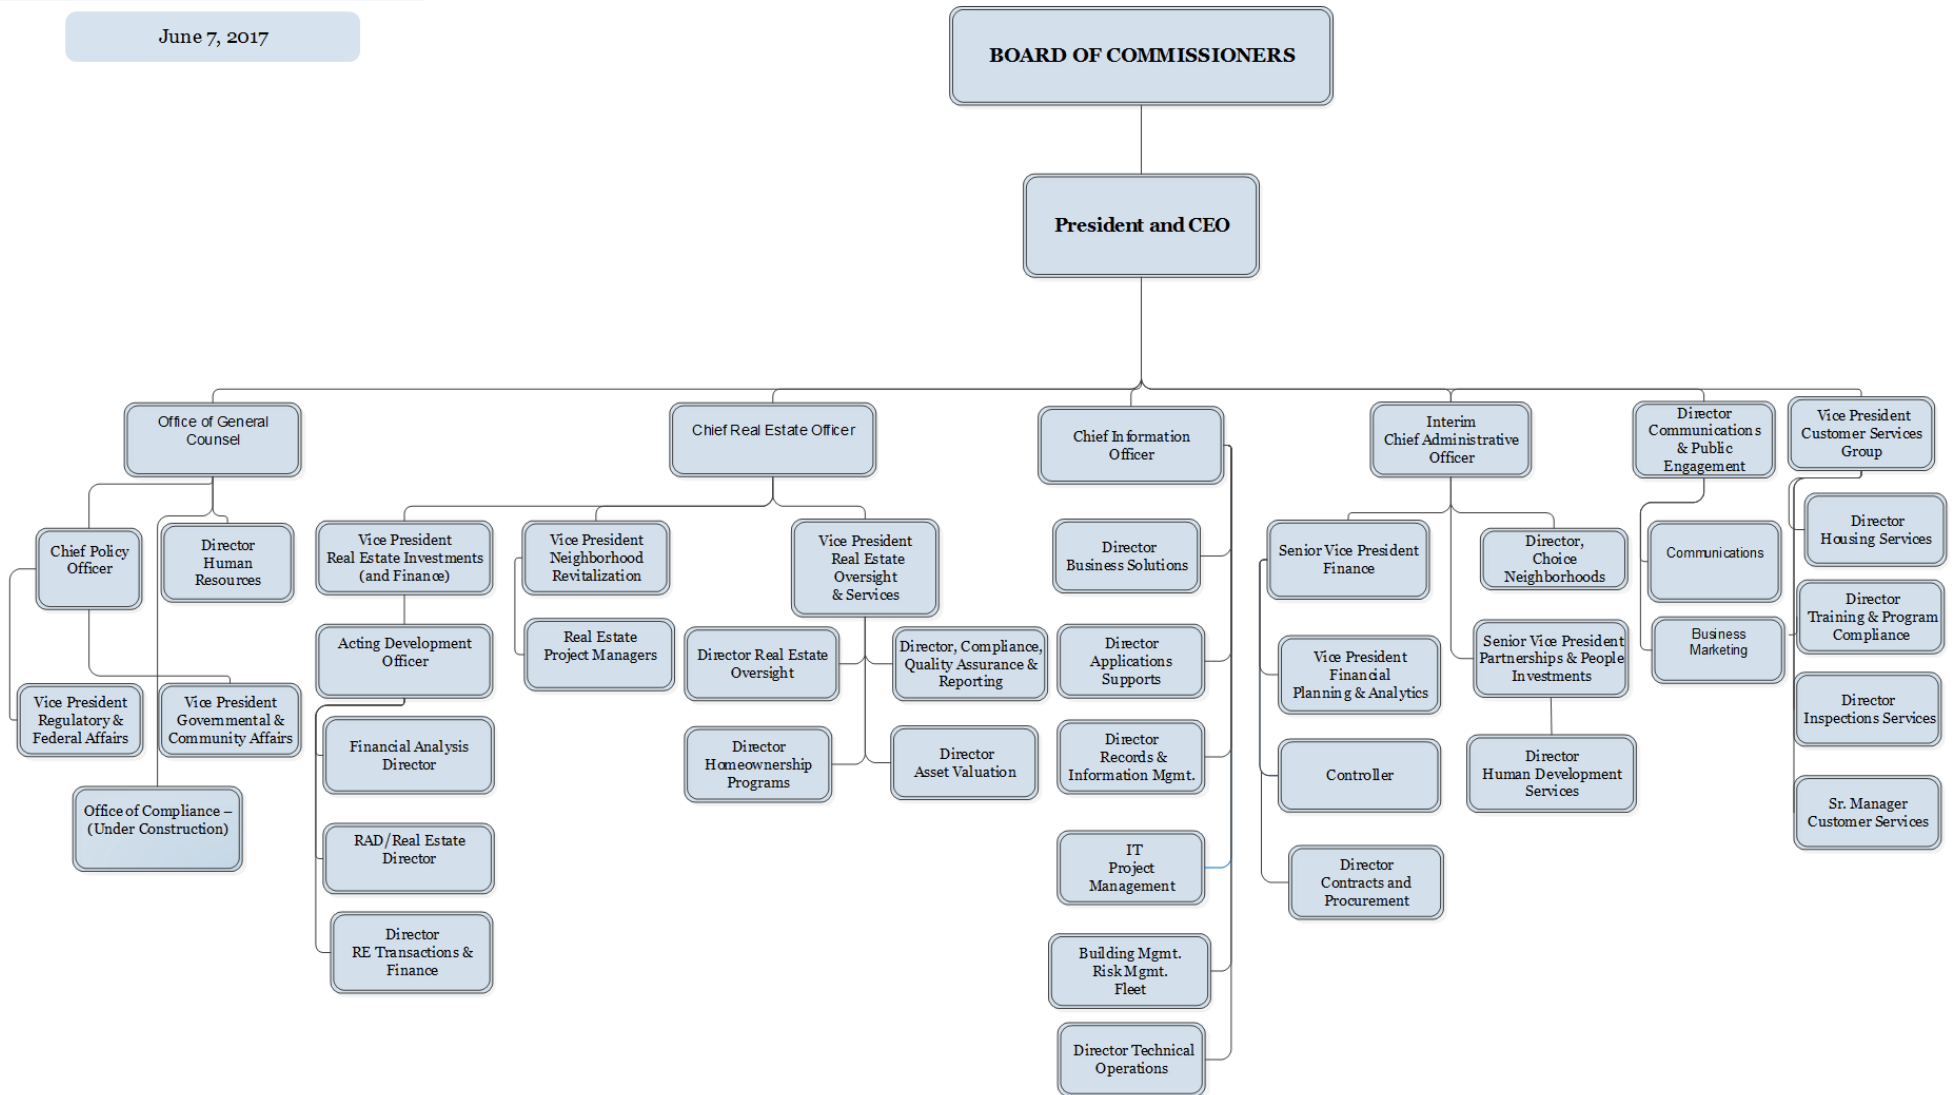 June 7, 2017
BOARD OF COMMISSIONERS
President and CEO
Office of General
Counsel
Chief Real Estate Officer
Chief Information
Officer
Interim
Chief Administrative
Officer
Director
Communications
& Public
Engagement
Vice President
Customer Services
Group
Chief Policy
Officer
Director
Human
Resources
Vice President
Regulatory &
Federal Affairs
Vice President
Governmental &
Community Affairs
Office of Compliance –
(Under Construction)
Vice President
Real Estate Investments
(and Finance)
Acting Development
Officer
Financial Analysis
Director
RAD/Real Estate
Director
Director
RE Transactions &
Finance
Vice President
Neighborhood
Revitalization
Real Estate
Project Managers
Vice President
Real Estate
Oversight
& Services
Director Real Estate
Oversight
Director, Compliance,
Quality Assurance &
Reporting
Director
Homeownership
Programs
Director
Asset Valuation
Director
Business Solutions
Director
Applications
Supports
Director
Records &
Information Mgmt.
IT
Project
Management
Building Mgmt.
Risk Mgmt.
Fleet
Director Technical
Operations
Senior Vice President
Finance
Vice President
Financial
Planning & Analytics
Controller
Director
Contracts and
Procurement
Director,
Choice
Neighborhoods
Senior Vice President
Partnerships & People
Investments
Director
Human Development
Services
Communications
Business
Marketing
Director
Housing Services
Director
Training & Program
Compliance
Director
Inspections Services
Sr. Manager
Customer Services